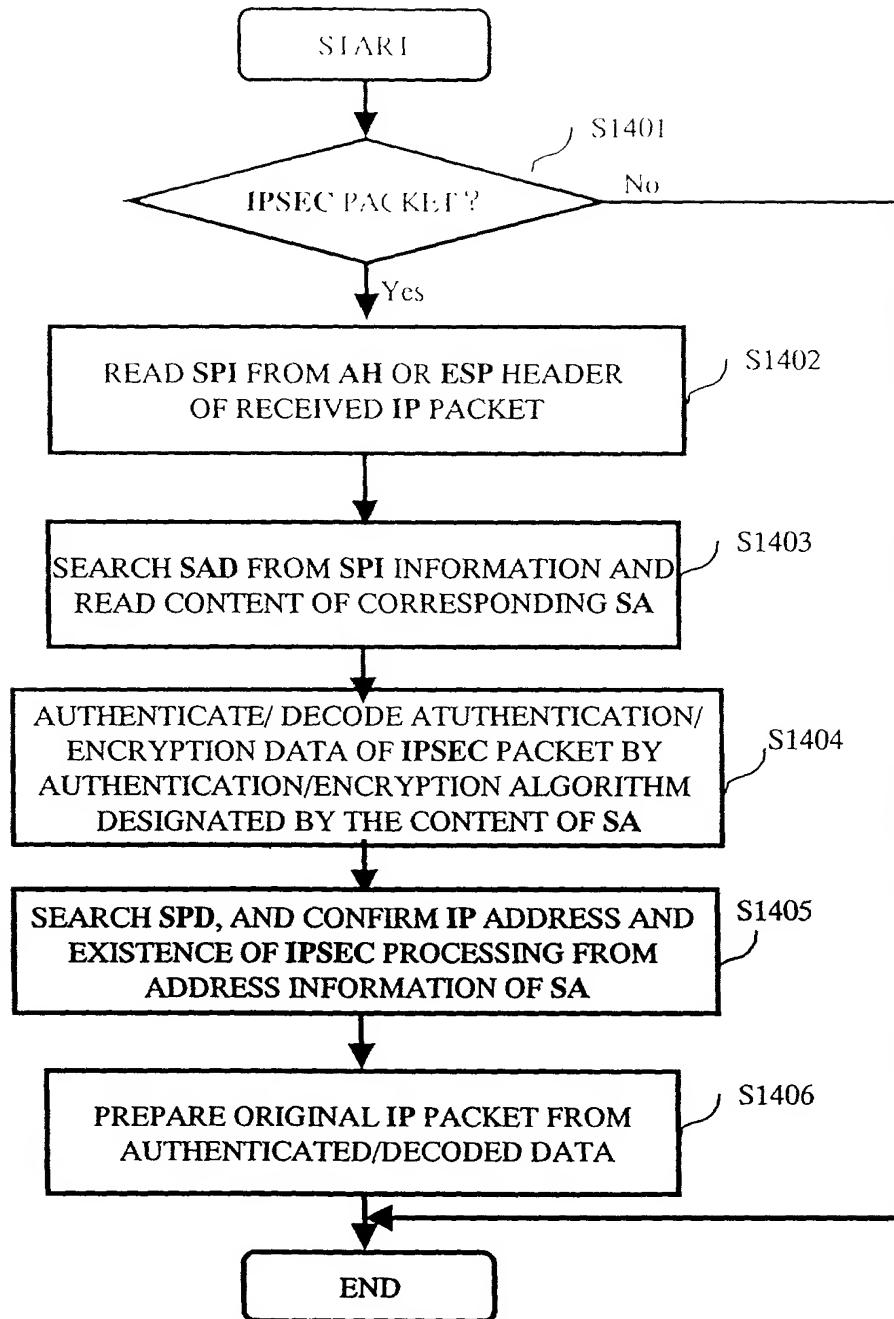 START
S1401
IPSEC PACKET?
No
Yes
READ SPI FROM AH OR ESP HEADER
OF RECEIVED IP PACKET
S1402
SEARCH SAD FROM SPI INFORMATION AND
READ CONTENT OF CORRESPONDING SA
S1403
AUTHENTICATE/ DECODE ATUTHENTICATION/
ENCRYPTION DATA OF IPSEC PACKET BY
AUTHENTICATION/ENCRYPTION ALGORITHM
DESIGNATED BY THE CONTENT OF SA
S1404
SEARCH SPD, AND CONFIRM IP ADDRESS AND
EXISTENCE OF IPSEC PROCESSING FROM
ADDRESS INFORMATION OF SA
S1405
PREPARE ORIGINAL IP PACKET FROM
AUTHENTICATED/DECODED DATA
S1406
END